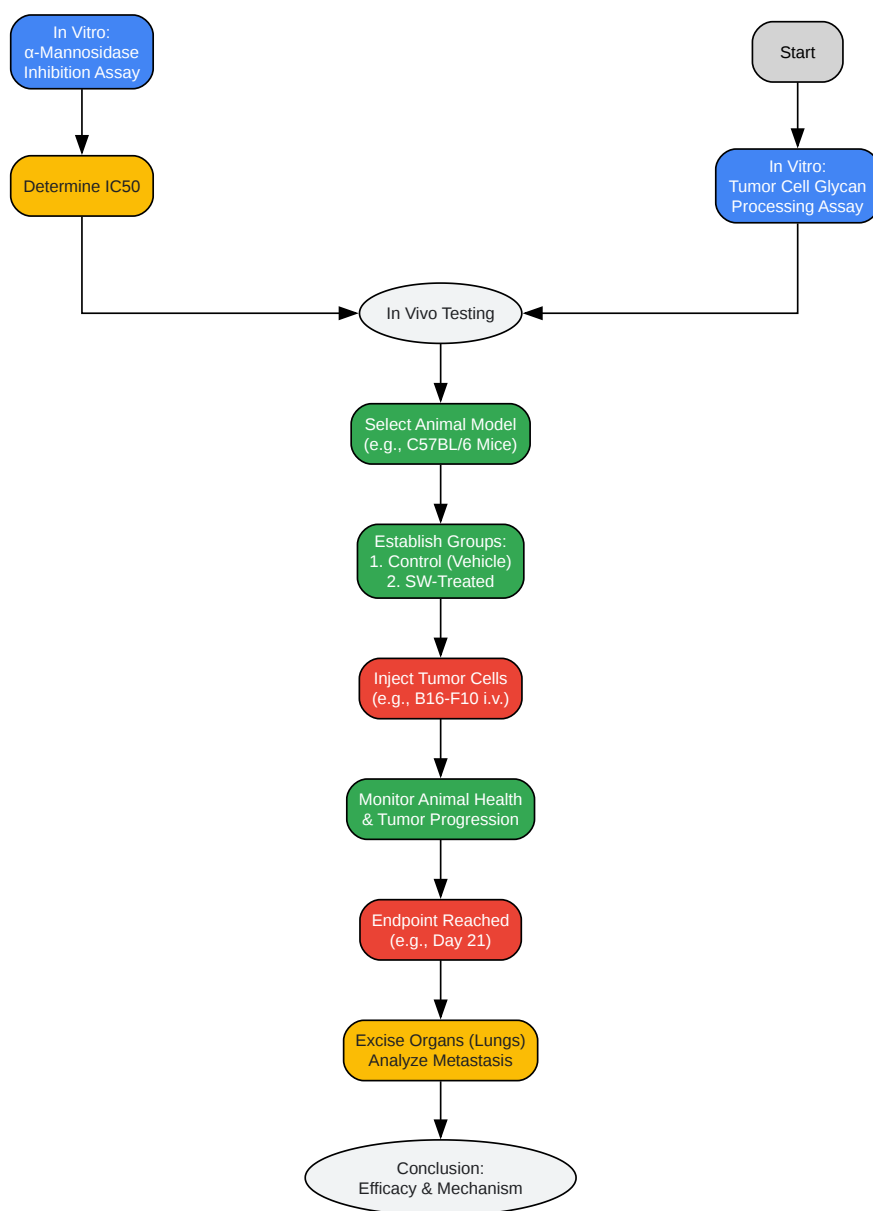 In Vitro:
α-Mannosidase
Inhibition Assay
Start
Determine IC50
In Vitro:
Tumor Cell Glycan
Processing Assay
In Vivo Testing
Select Animal Model
(e.g., C57BL/6 Mice)
Establish Groups:
1. Control (Vehicle)
2. SW-Treated
Inject Tumor Cells
(e.g., B16-F10 i.v.)
Monitor Animal Health
& Tumor Progression
Endpoint Reached
(e.g., Day 21)
Excise Organs (Lungs)
Analyze Metastasis
Conclusion:
Efficacy & Mechanism